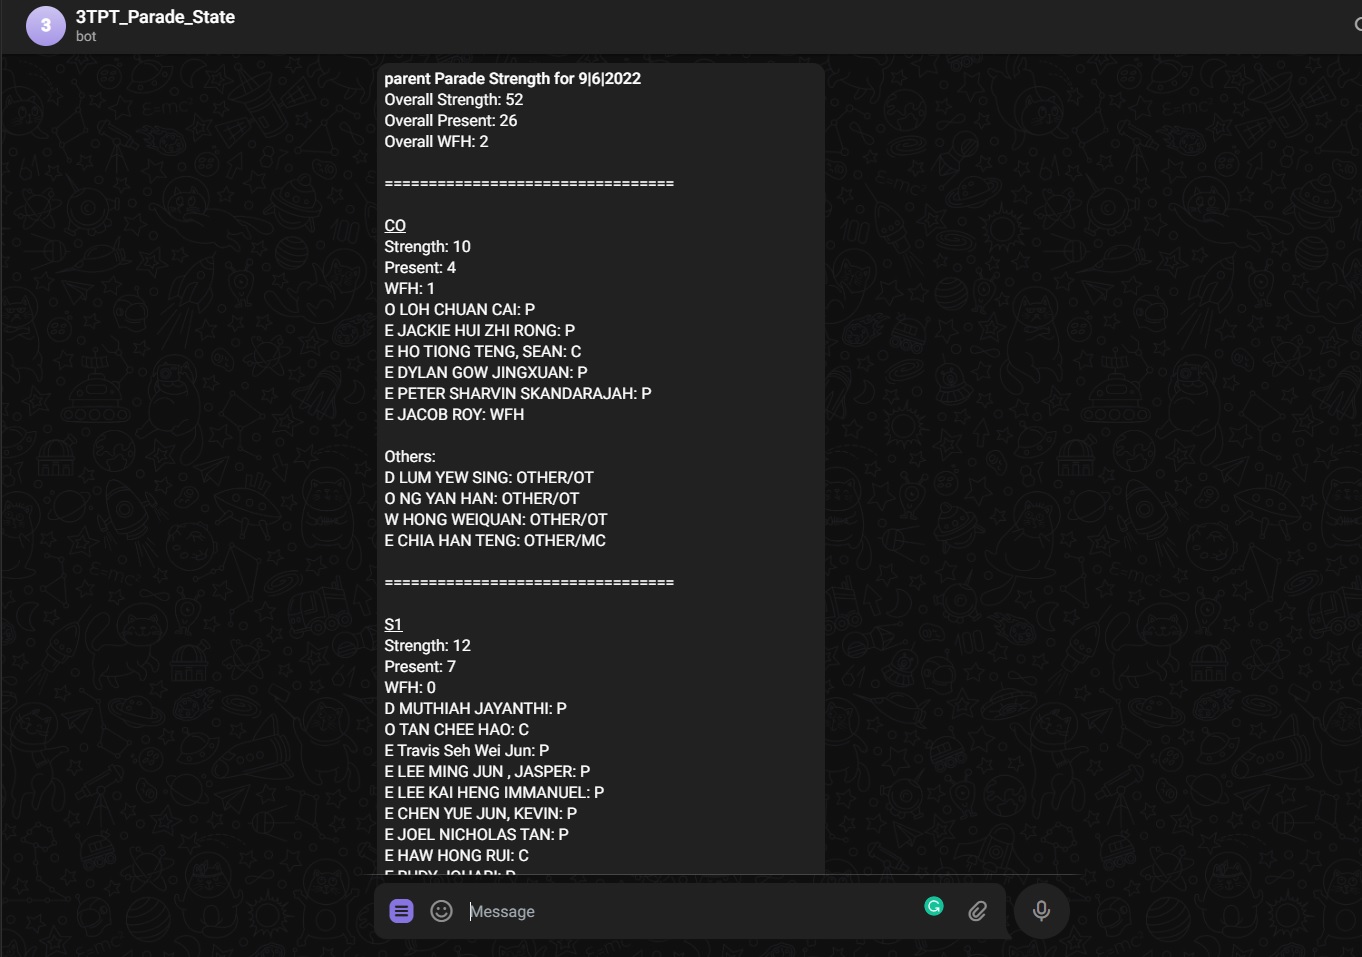 3
3TPT_Parade_State
bot
parent Parade Strength for 9|6|2022
Overall Strength: 52
Overall Present: 26
Overall WFH: 2
=================================
CO
Strength: 10
Present: 4
WFH: 1
O LOH CHUAN CAI: P
E JACKIE HUI ZHI RONG: P
E HO TIONG TENG, SEAN: C
E DYLAN GOW JINGXUAN: P
E PETER SHARVIN SKANDARAJAH: P
E JACOB ROY: WFH
Others:
D LUM YEW SING: OTHER/OT
O NG YAN HAN: OTHER/OT
W HONG WEIQUAN: OTHER/OT
E CHIA HAN TENG: OTHER/MC
=================================
S1
Strength: 12
Present: 7
WFH: 0
D MUTHIAH JAYANTHI: P
O TAN CHEE HAO: C
E Travis Seh Wei Jun: P
E LEE MING JUN , JASPER: P
E LEE KAI HENG IMMANUEL: P
E CHEN YUE JUN, KEVIN: P
E JOEL NICHOLAS TAN: P
E HAW HONG RUI: C
Message